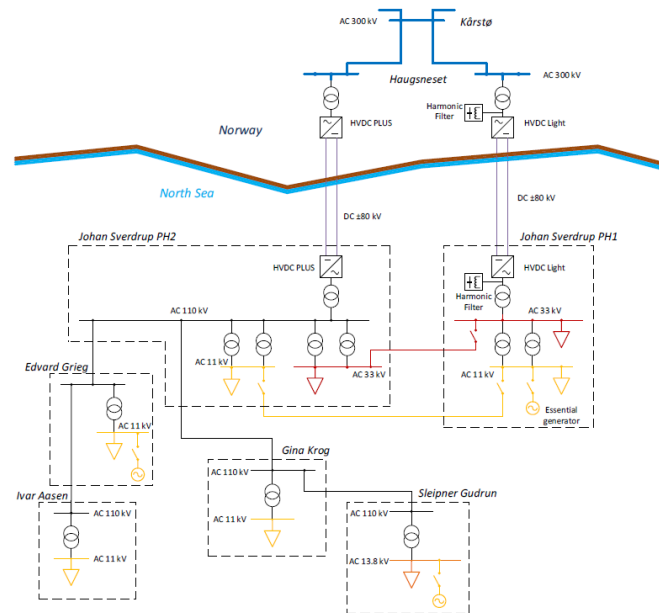 AC 300 kV
Kårstø
Haugsneset
AC 300 kV
Harmonic
Filter
HVDC PLUS
HVDC Light
Norway
North Sea
DC ±80 kV
DC ±80 kV
Johan Sverdrup PH2
Johan Sverdrup PH1
HVDC PLUS
HVDC Light
Harmonic
Filter
AC 110 kV
AC 33 kV
AC 11 kV
AC 33 kV
AC 11 kV
Essential
generator
Edvard Grieg
AC 11 kV
Gina Krog
AC 110 kV
AC 11 kV
Ivar Aasen
AC 110 kV
AC 11 kV
Sleipner Gudrun
AC 110 kV
AC 13.8 kV